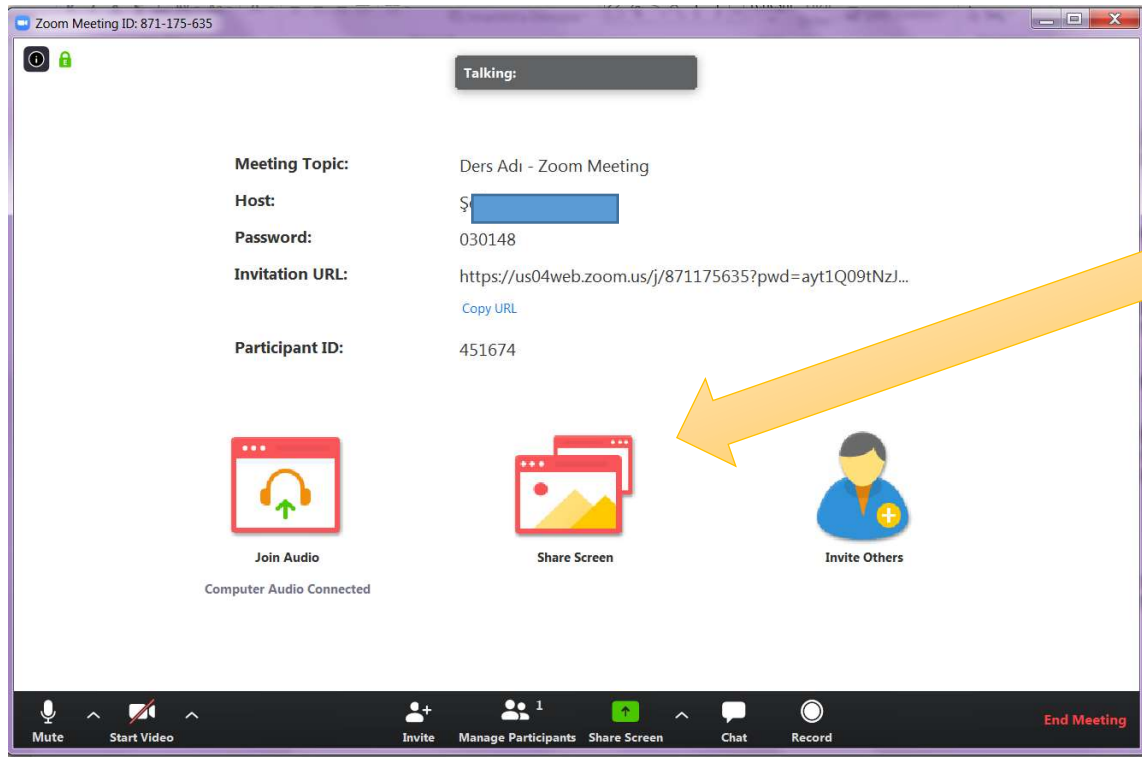 Zoom Meeting ID: 871-175-635
Talking:
Meeting Topic: Ders Adı - Zoom Meeting
Host:
Password: 030148
Invitation URL: https://us04web.zoom.us/j/871175635?pwd=ayt1Q09tNzJ...
Copy URL
Participant ID: 451674
Join Audio Share Screen Invite Others
Computer Audio Connected
1
Mute Start Video Invite Manage Participants Share Screen Chat Record End Meeting